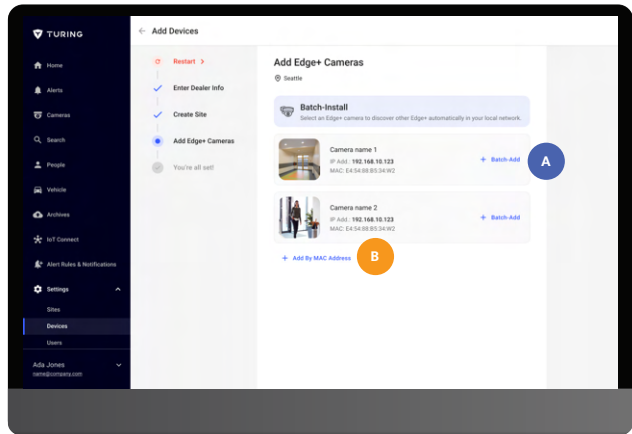 TURING
Home
Alerts
Cameras
Search
People
Vehicle
Archives
IoT Connect
Alert Rules & Notifications
Settings
Sites
Devices
Users
Ada Jones
name@company.com
← Add Devices
Restart >
Enter Dealer Info
Create Site
Add Edge+ Cameras
You're all set!
Add Edge+ Cameras
Seattle
Batch-Install
Select an Edge+ camera to discover other Edge+ automatically in your local network.
Camera name 1
IP Add : 192.168.10.123
MAC: E4:54:88:B5:34:W2
+ Batch-Add
A
Camera name 2
IP Add : 192.168.10.123
MAC: E4:54:88:B5:34:W2
+ Batch-Add
+ Add By MAC Address
B